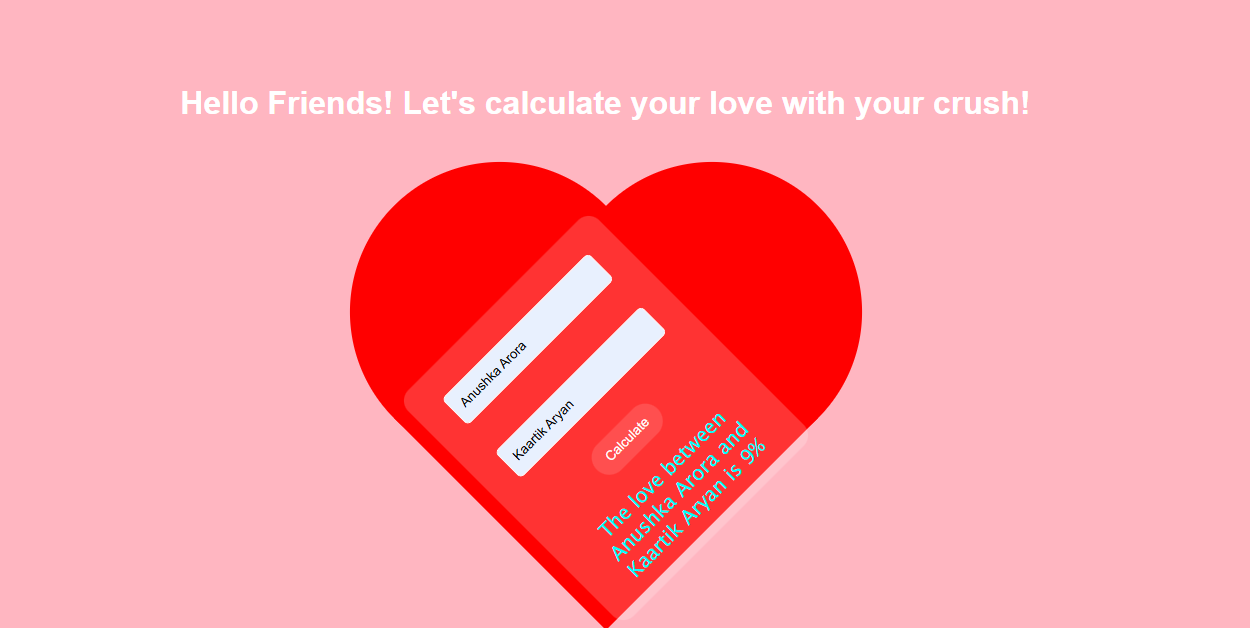 Hello Friends! Let's calculate your love with your crush!
Anushka Arora
Kaartik Aryan
Calculate
The love between
Anushka Arora and
Kaartik Aryan is 9%